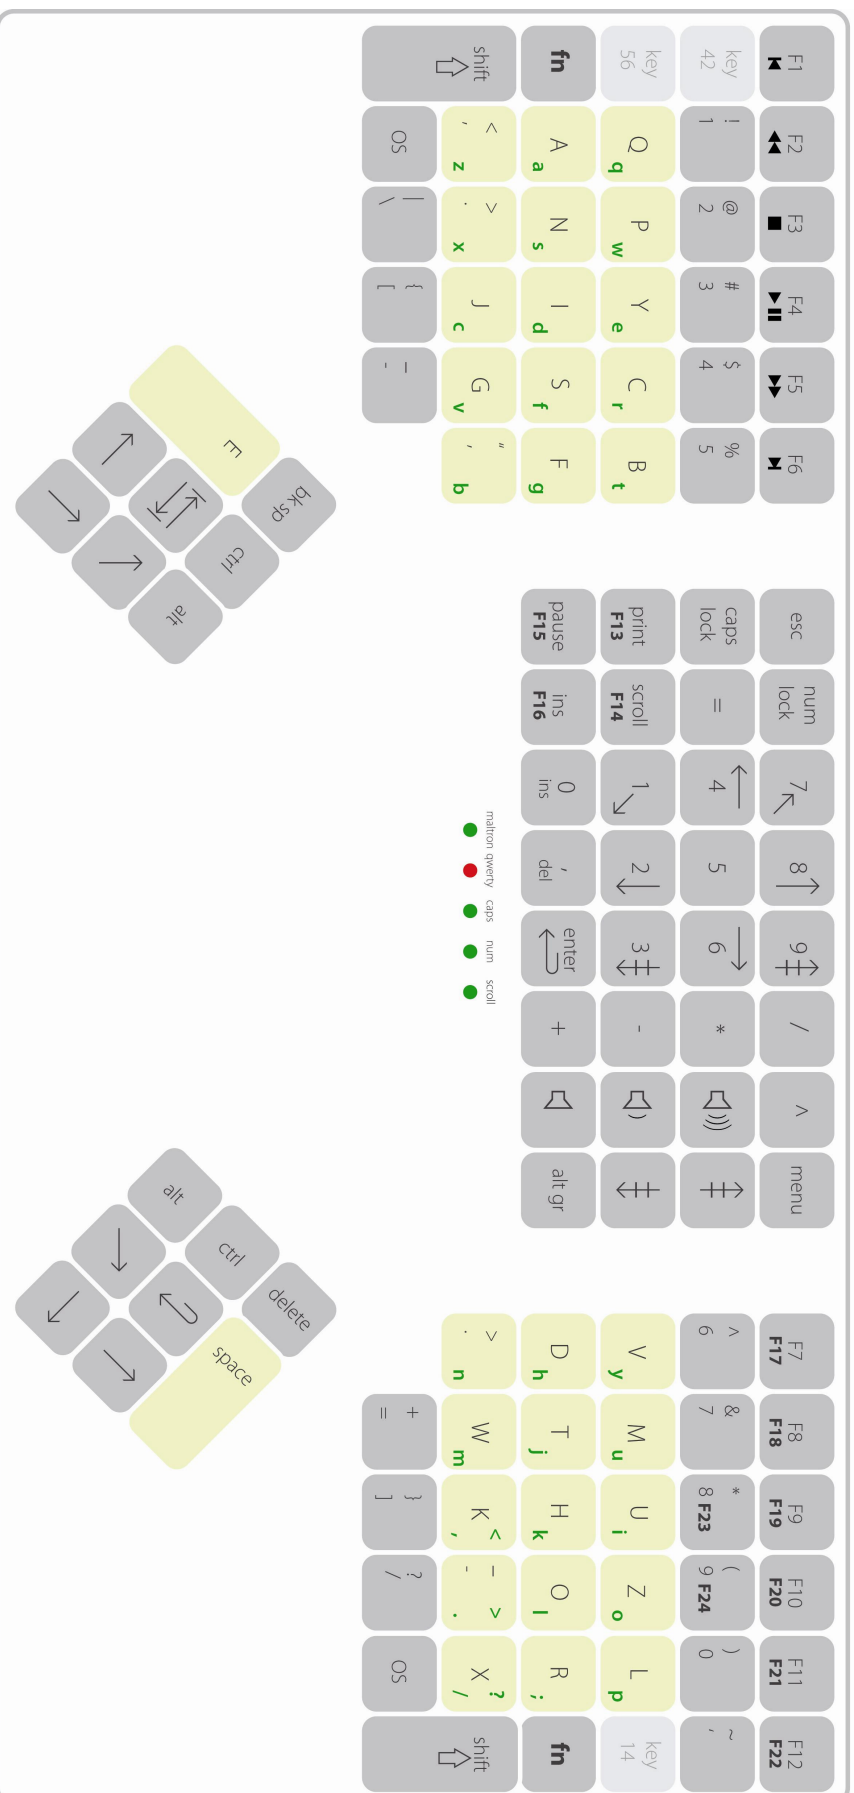 F1
F2
F3
F4
F5
F6
key
42
!
1
@
2
#
3
$
4
%
5
key
56
Q
q
P
w
Y
e
C
r
B
t
fn
A
a
N
s
I
d
S
f
F
g
shift
<
,
z
>
.
x
J
c
G
v
"
'
b
OS
|
\
{
[
_
-
E
bk sp
ctrl
alt
esc
num
lock
7
8
9
/
^
menu
caps
lock
=
4
5
6
*
print
F13
scroll
F14
1
2
3
-
pause
F15
ins
F16
0
ins
,
del
enter
+
alt gr
maltron qwerty caps num scroll
alt
ctrl
delete
space
F7
F17
F8
F18
F9
F19
F10
F20
F11
F21
F12
F22
^
6
&
7
*
8 F23
(
9 F24
)
0
~
'
V
y
M
u
U
i
Z
o
L
p
key
14
D
h
T
j
H
k
O
l
R
;
fn
>
.
n
W
m
K <
,
_ >
- .
X ?
/
shift
+
=
}
]
?
/
OS